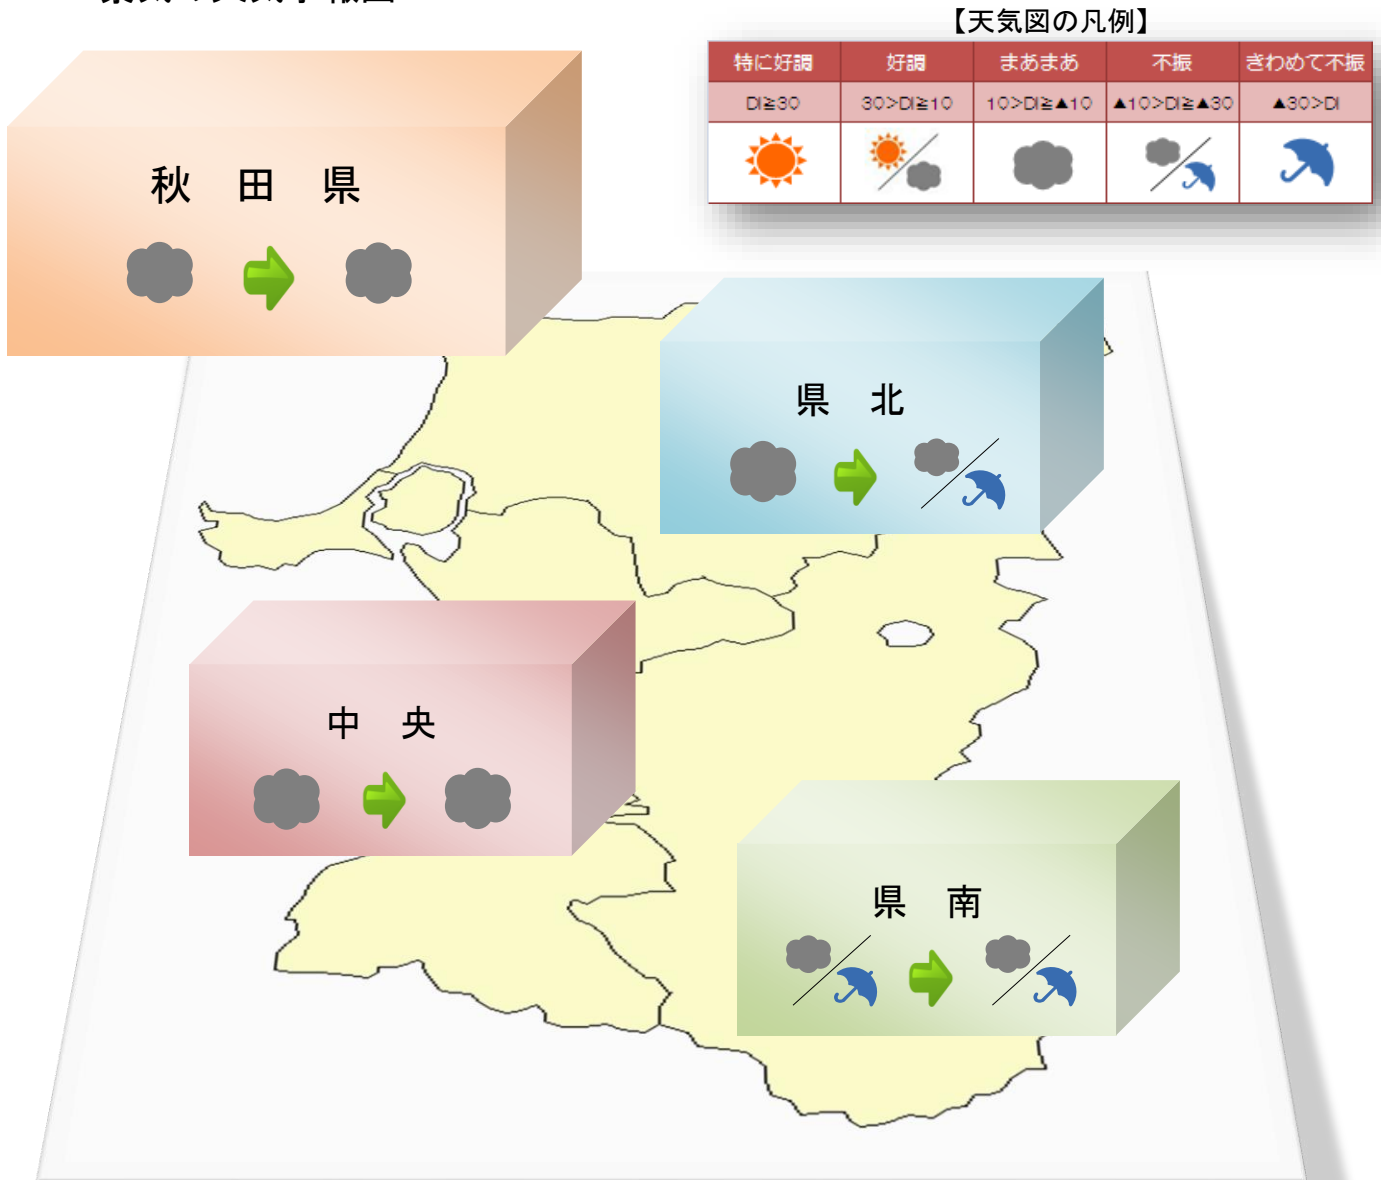 【天気図の凡例】
特に好調 好調 まあまあ 不振 きわめて不振
DI≧30 30>DI≧10 10>DI≧▲10 ▲10>DI≧▲30 ▲30>DI
秋 田 県
県 北
中 央
県 南